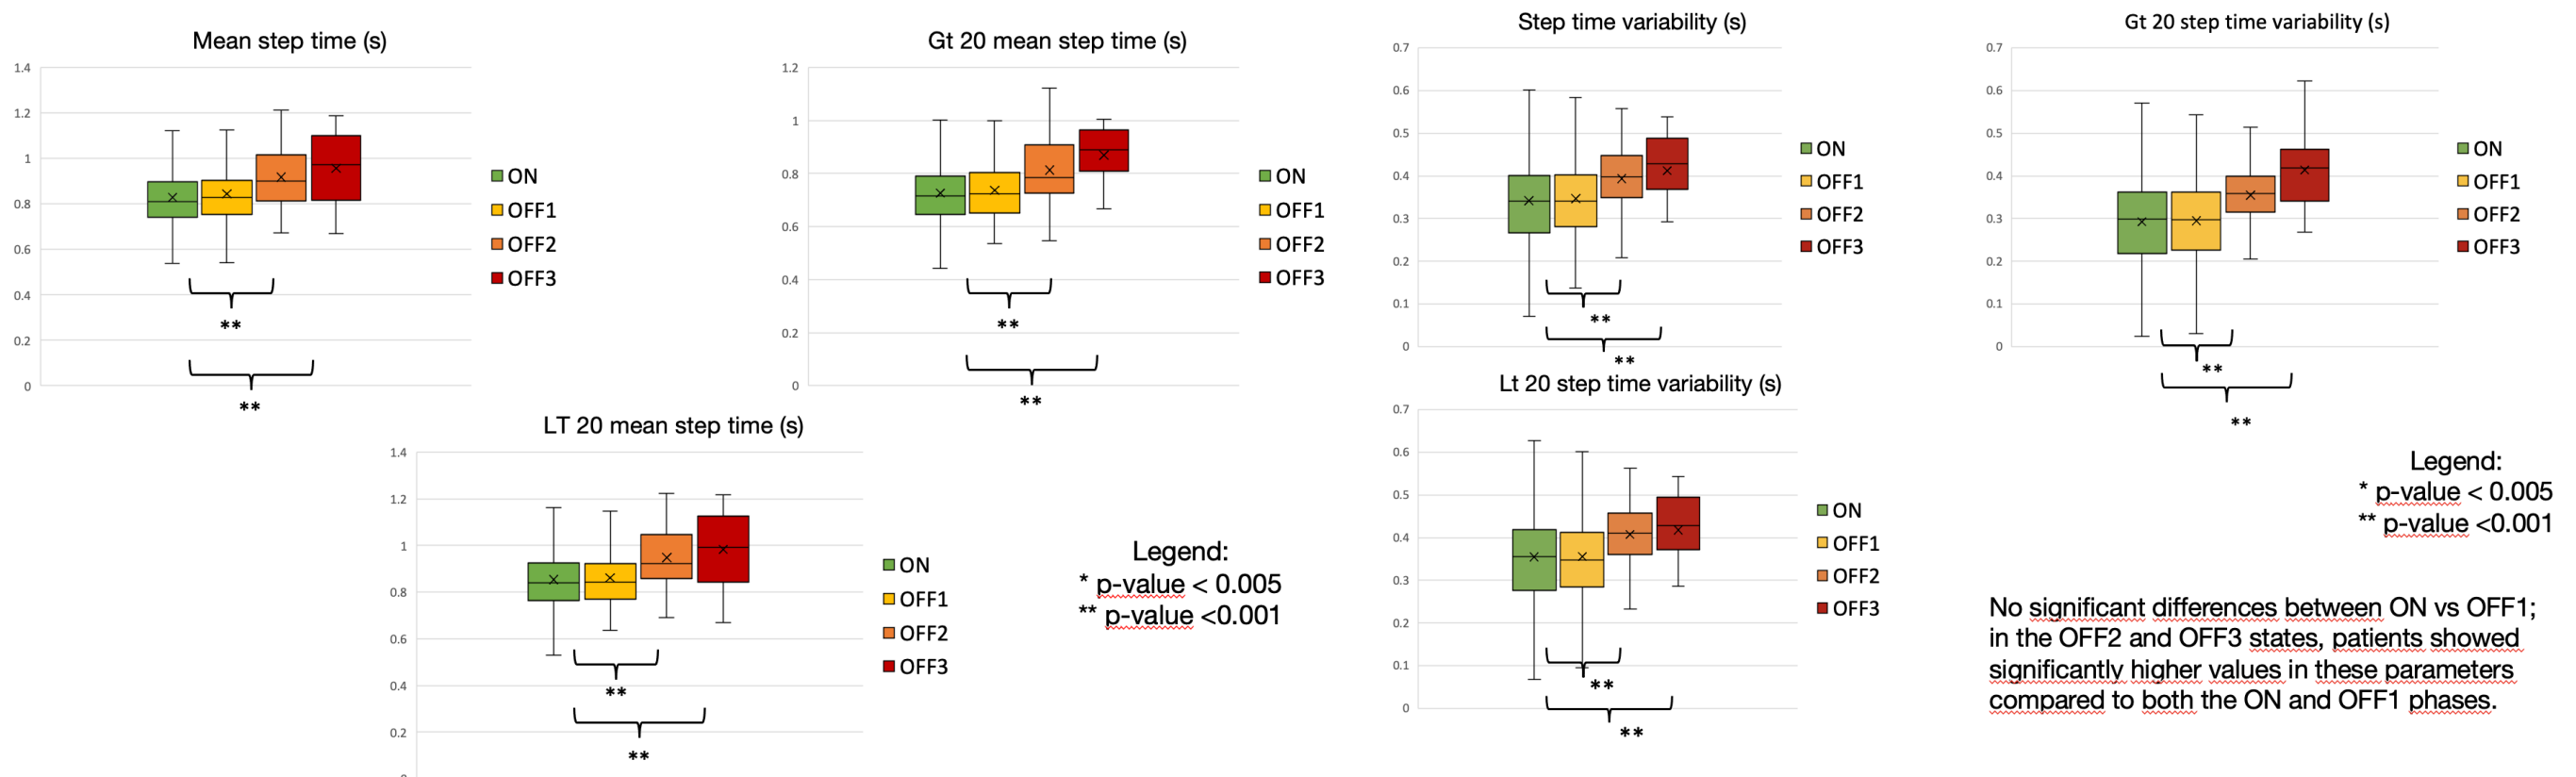 Mean step time (s)
1.4
1.2
1
0.8
0.6
0.4
0.2
0
ON
OFF1
OFF2
OFF3
**
**
Gt 20 mean step time (s)
1.2
1
0.8
0.6
0.4
0.2
0
ON
OFF1
OFF2
OFF3
**
**
LT 20 mean step time (s)
1.4
1.2
1
0.8
0.6
0.4
0.2
ON
OFF1
OFF2
OFF3
**
**
Legend:
* p-value < 0.005
** p-value <0.001
Step time variability (s)
0.7
0.6
0.5
0.4
0.3
0.2
0.1
0
ON
OFF1
OFF2
OFF3
**
**
Lt 20 step time variability (s)
0.7
0.6
0.5
0.4
0.3
0.2
0.1
0
ON
OFF1
OFF2
OFF3
**
**
Gt 20 step time variability (s)
0.7
0.6
0.5
0.4
0.3
0.2
0.1
0
ON
OFF1
OFF2
OFF3
**
**
Legend:
* p-value < 0.005
** p-value <0.001
No significant differences between ON vs OFF1;
in the OFF2 and OFF3 states, patients showed
significantly higher values in these parameters
compared to both the ON and OFF1 phases.